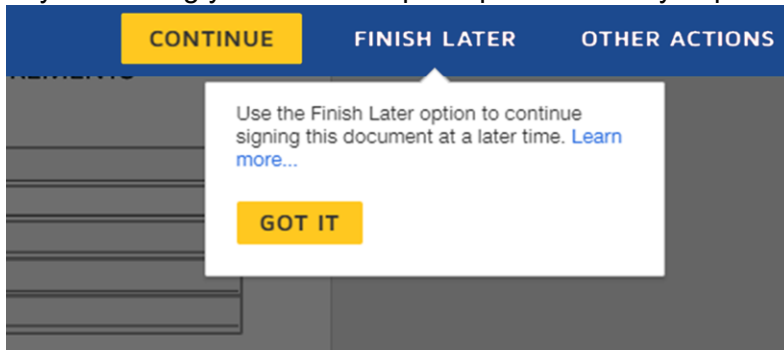 CONTINUE FINISH LATER OTHER ACTIONS
Use the Finish Later option to continue
signing this document at a later time. Learn
more...
GOT IT